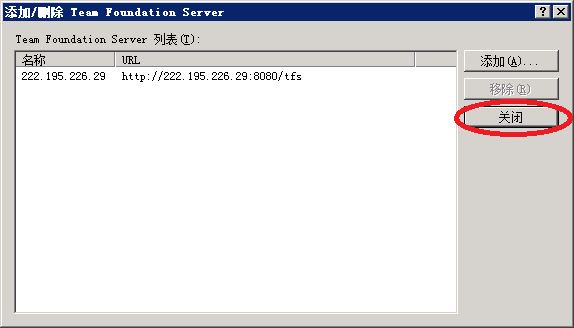 添加/删除 Team Foundation Server
Team Foundation Server 列表(T):
名称 URL
222.195.226.29 http://222.195.226.29:8080/tfs
添加(A)...
移除(R)
关闭